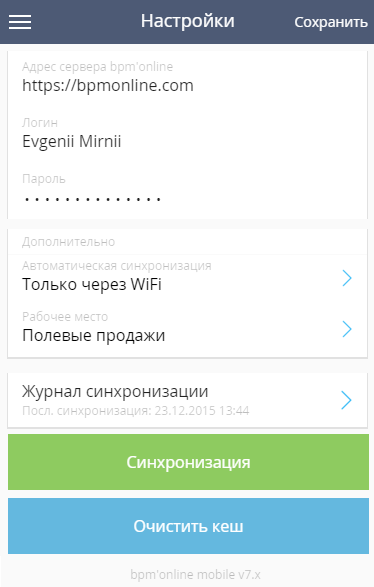 Настройки
Сохранить
Адрес сервера bpm'online
https://bpmonline.com
Логин
Evgenii Mirnii
Пароль
··············
Дополнительно
Автоматическая синхронизация
Только через WiFi
Рабочее место
Полевые продажи
Журнал синхронизации
Посл. синхронизация: 23.12.2015 13:44
Синхронизация
Очистить кеш
bpm'online mobile v7.x